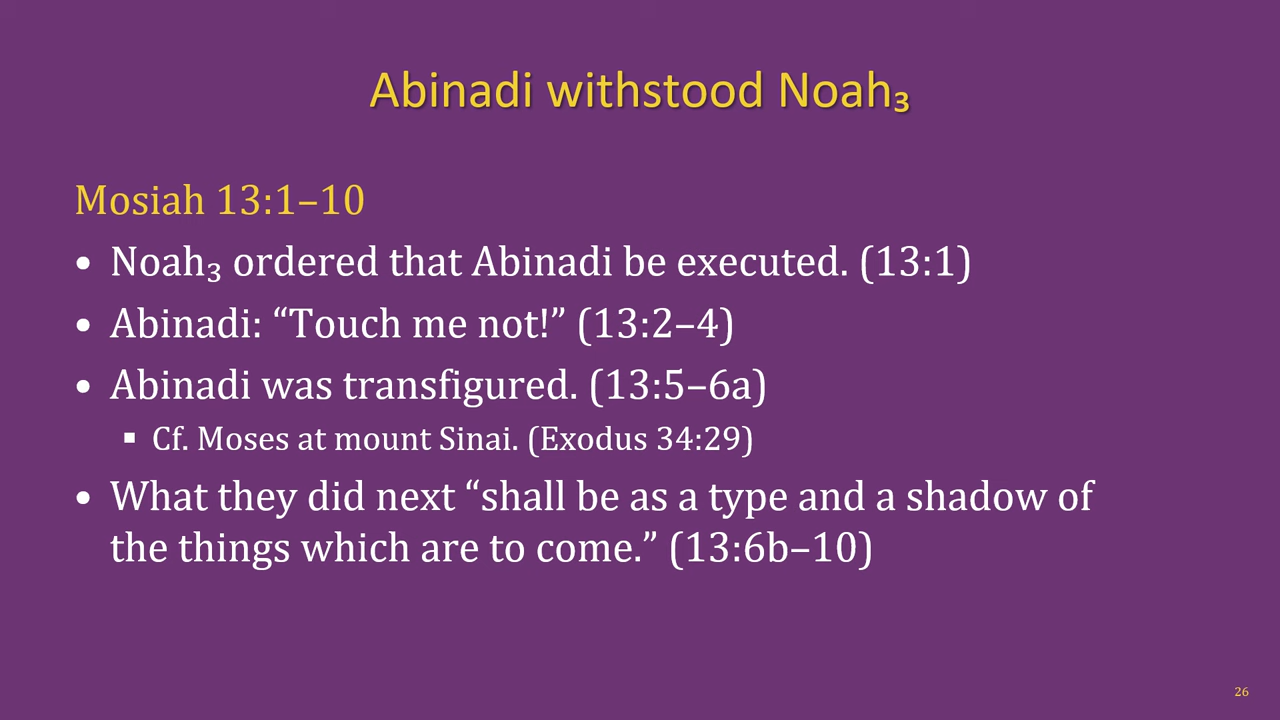 Abinadi withstood Noah₃
Mosiah 13:1–10
• Noah₃ ordered that Abinadi be executed. (13:1)
• Abinadi: “Touch me not!” (13:2–4)
• Abinadi was transfigured. (13:5–6a)
▪ Cf. Moses at mount Sinai. (Exodus 34:29)
• What they did next “shall be as a type and a shadow of
the things which are to come.” (13:6b–10)
26